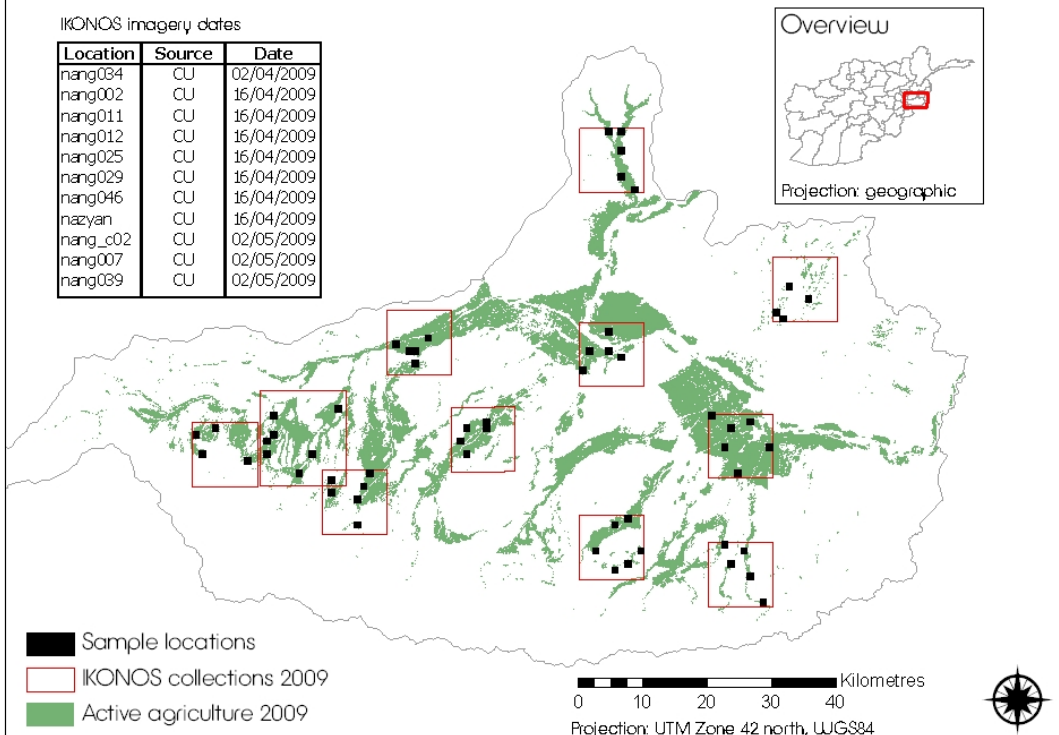 IKONOS imagery dates
Location Source Date
nang034 CU 02/04/2009
nang002 CU 16/04/2009
nang011 CU 16/04/2009
nang012 CU 16/04/2009
nang025 CU 16/04/2009
nang029 CU 16/04/2009
nang046 CU 16/04/2009
nazyan CU 16/04/2009
nang_c02 CU 02/05/2009
nang007 CU 02/05/2009
nang039 CU 02/05/2009
Overview
Projection: geographic
Sample locations
IKONOS collections 2009
Active agriculture 2009
Kilometres
0 10 20 30 40
Projection: UTM Zone 42 north, WGS84